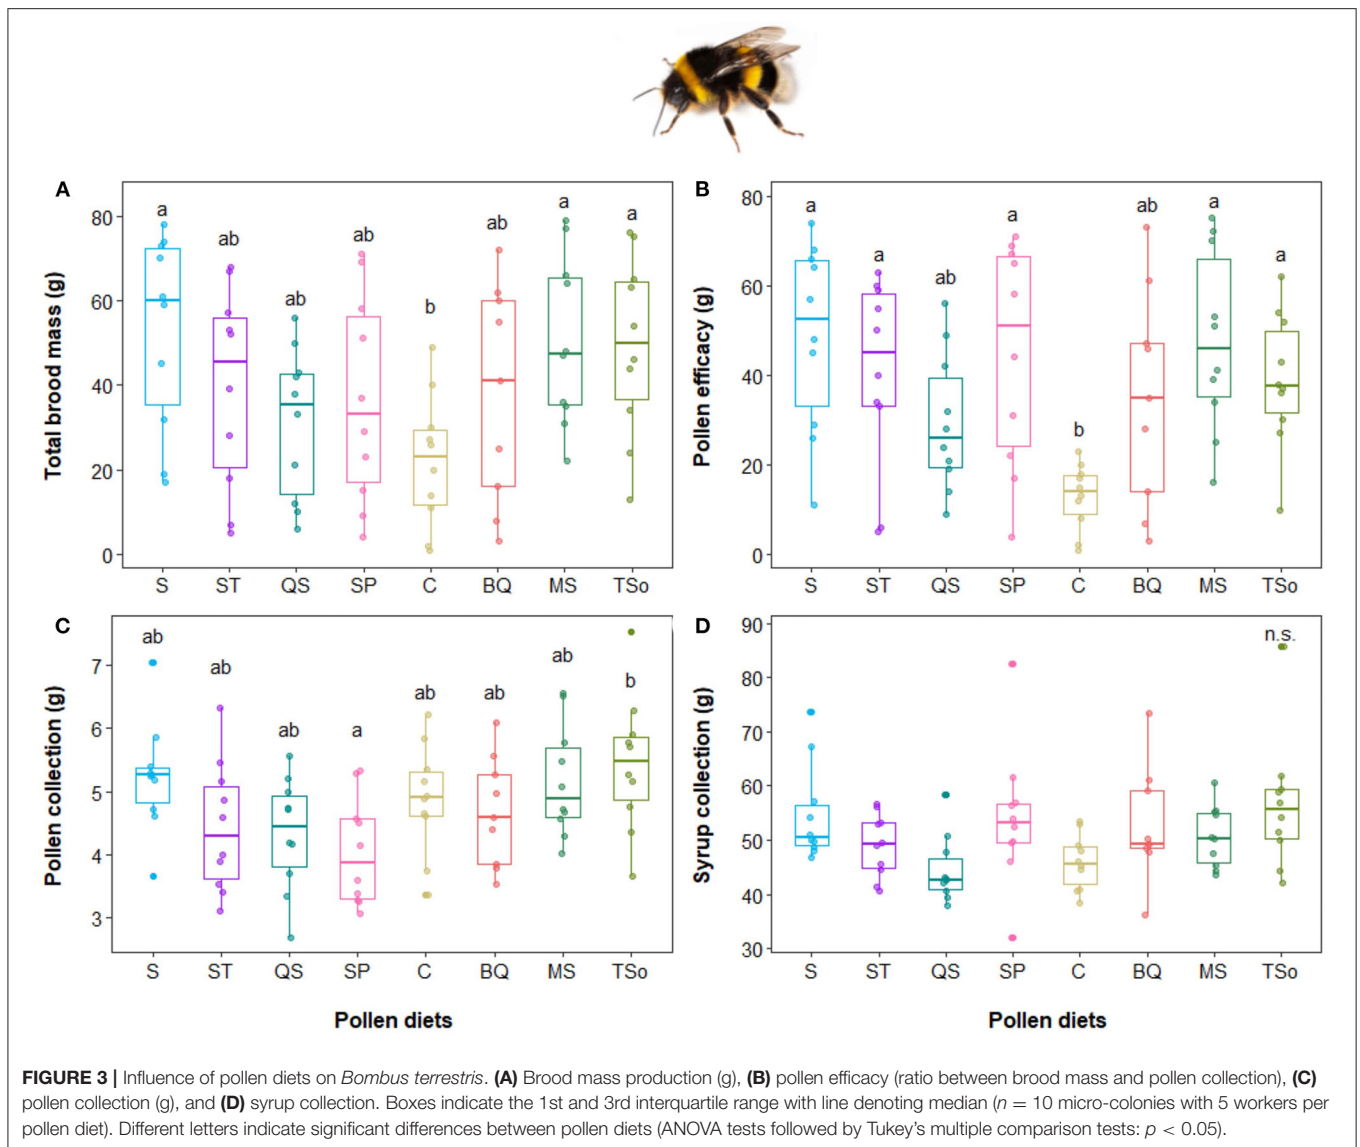 A
Total brood mass (g)
80
60
40
20
0
a
ab
ab
ab
b
ab
a
a
S ST QS SP C BQ MS TSo
B
Pollen efficacy (g)
80
60
40
20
0
a
a
ab
a
b
ab
a
a
S ST QS SP C BQ MS TSo
C
Pollen collection (g)
7
6
5
4
3
ab
ab
ab
a
ab
ab
ab
b
S ST QS SP C BQ MS TSo
Pollen diets
D
Syrup collection (g)
90
80
70
60
50
40
30
n.s.
S ST QS SP C BQ MS TSo
Pollen diets
FIGURE 3 | Influence of pollen diets on Bombus terrestris. (A) Brood mass production (g), (B) pollen efficacy (ratio between brood mass and pollen collection), (C)
pollen collection (g), and (D) syrup collection. Boxes indicate the 1st and 3rd interquartile range with line denoting median (n = 10 micro-colonies with 5 workers per
pollen diet). Different letters indicate significant differences between pollen diets (ANOVA tests followed by Tukey's multiple comparison tests: p < 0.05).